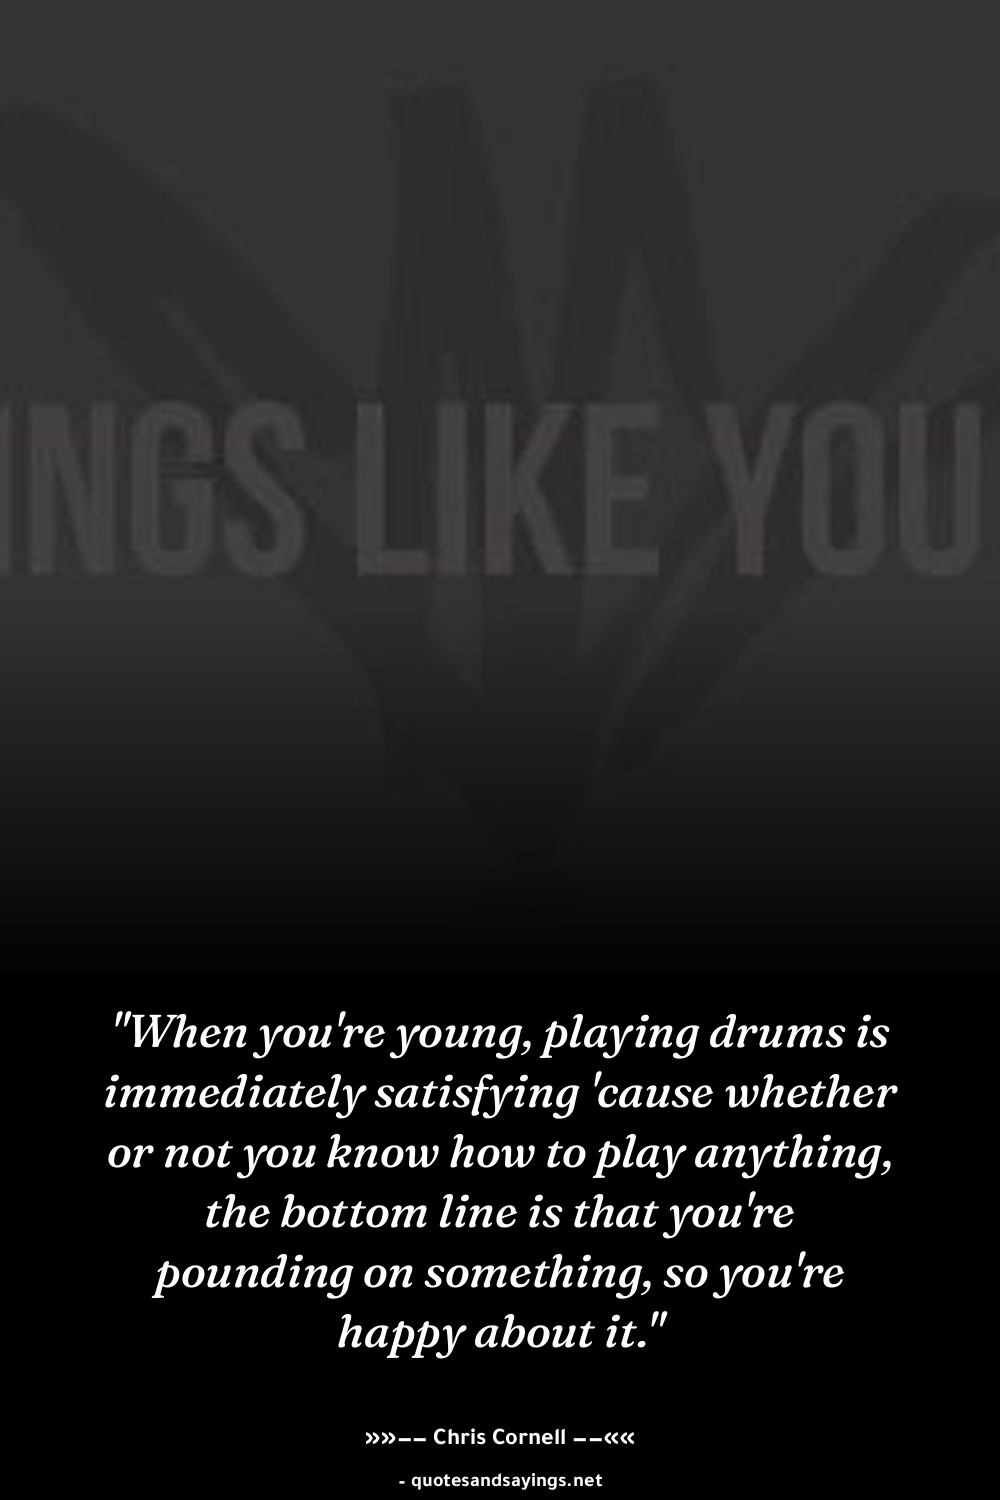 INGS LIKE YOU
"When you're young, playing drums is
immediately satisfying 'cause whether
or not you know how to play anything,
the bottom line is that you're
pounding on something, so you're
happy about it."
»»–– Chris Cornell ––««
- quotesandsayings.net